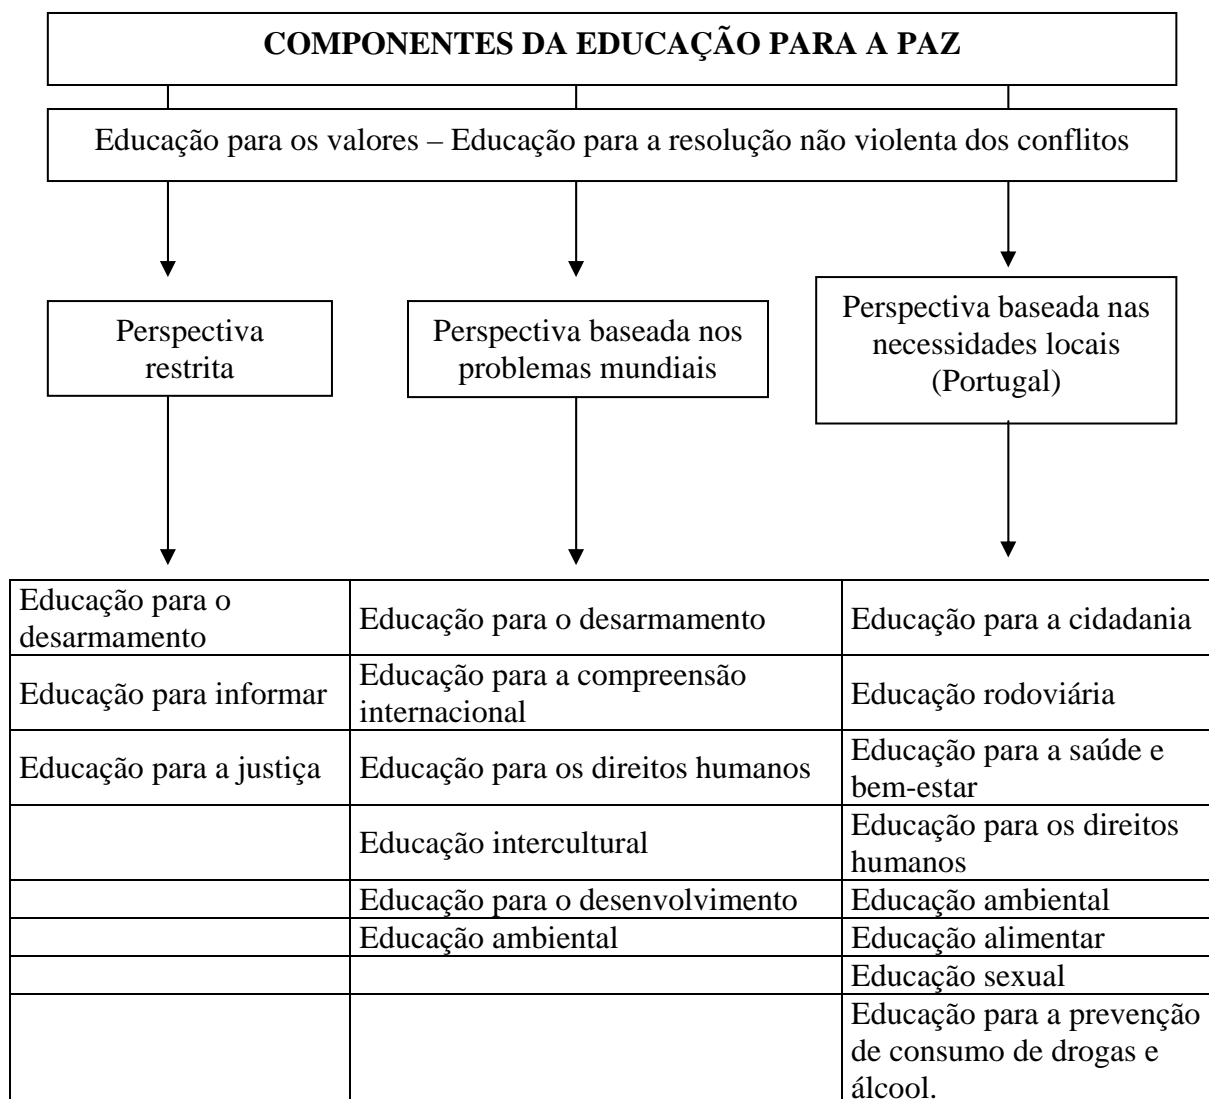 COMPONENTES DA EDUCAÇÃO PARA A PAZ
Educação para os valores – Educação para a resolução não violenta dos conflitos
Perspectiva
restrita
Perspectiva baseada nos
problemas mundiais
Perspectiva baseada nas
necessidades locais
(Portugal)
Educação para o
desarmamento
Educação para o desarmamento
Educação para a cidadania
Educação para informar
Educação para a compreensão
internacional
Educação rodoviária
Educação para a justiça
Educação para os direitos humanos
Educação para a saúde e
bem-estar
Educação intercultural
Educação para os direitos
humanos
Educação para o desenvolvimento
Educação ambiental
Educação ambiental
Educação alimentar
Educação sexual
Educação para a prevenção
de consumo de drogas e
álcool.